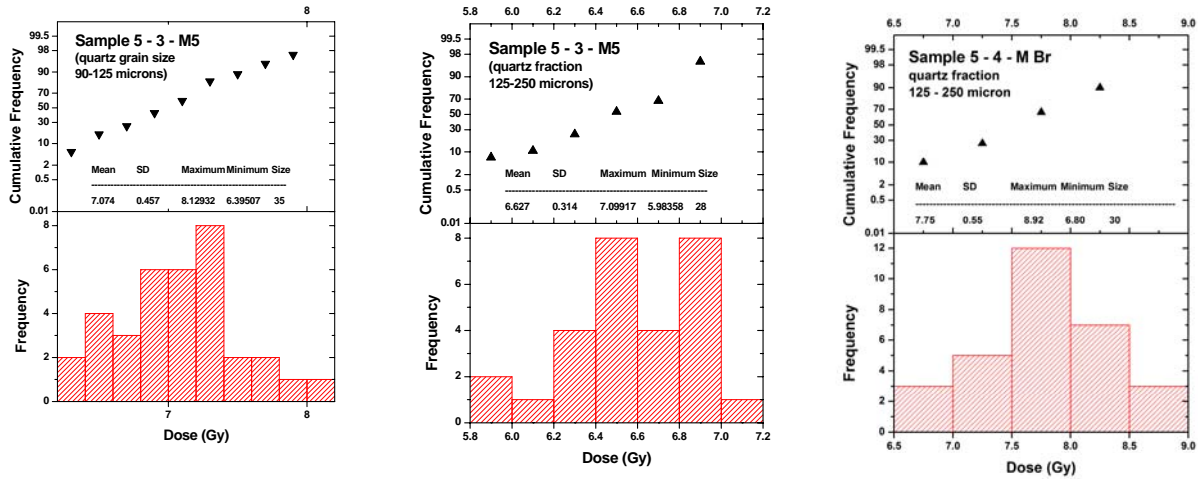 8
99.5
98
90
70
50
30
10
2
0.5
0.01
Cumulative Frequency
Sample 5 - 3 - M5
(quartz grain size
90-125 microns)
Mean SD Maximum Minimum Size
7.074 0.457 8.12932 6.39507 35
8
6
4
2
0
Frequency
7 8
Dose (Gy)
5.8 6.0 6.2 6.4 6.6 6.8 7.0 7.2
99.5
98
90
70
50
30
10
2
0.5
0.01
Cumulative Frequency
Sample 5 - 3 - M5
(quartz fraction
125-250 microns)
Mean SD Maximum Minimum Size
6.627 0.314 7.09917 5.98358 28
8
6
4
2
0
Frequency
5.8 6.0 6.2 6.4 6.6 6.8 7.0 7.2
Dose (Gy)
6.5 7.0 7.5 8.0 8.5 9.0
99.5
98
90
70
50
30
10
2
0.5
0.01
Cumulative Frequency
Sample 5 - 4 - M Br
quartz fraction
125 - 250 micron
Mean SD Maximum Minimum Size
7.75 0.55 8.92 6.80 30
12
10
8
6
4
2
0
Frequency
6.5 7.0 7.5 8.0 8.5 9.0
Dose (Gy)